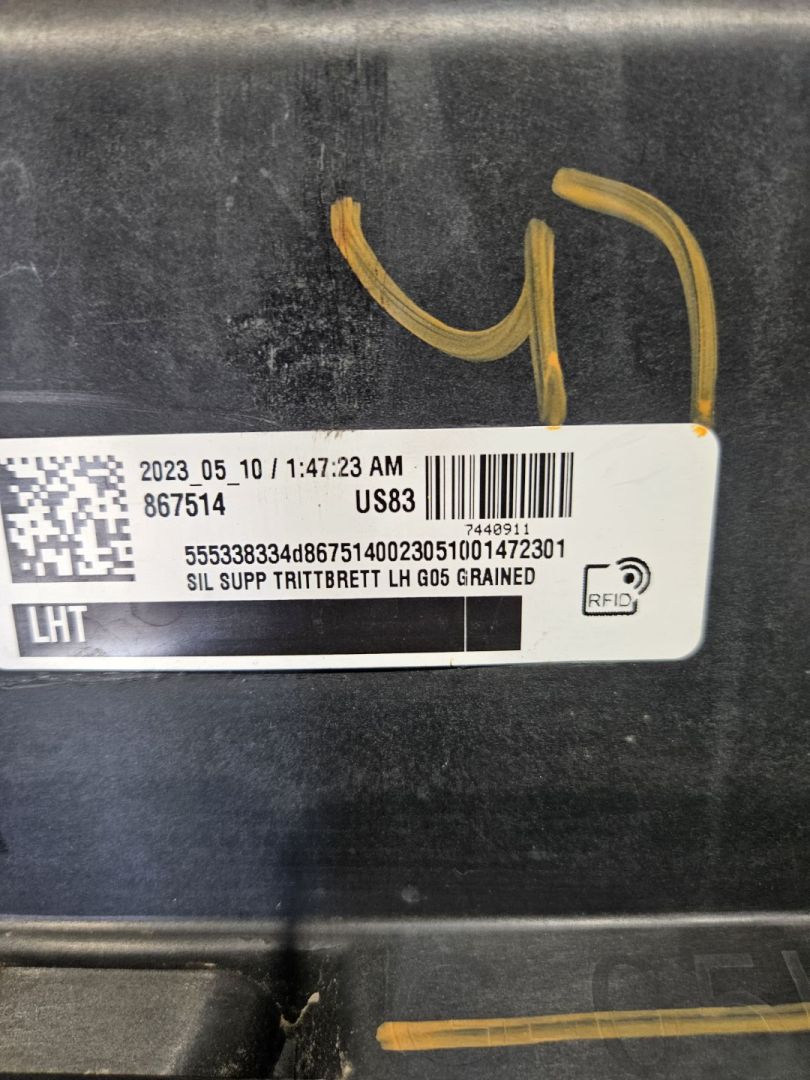 2023_05_10 / 1:47:23 AM
867514 US83
7440911
555338334d8675140023051001472301
SIL SUPP TRITTBRETT LH G05 GRAINED
RFID
LHT